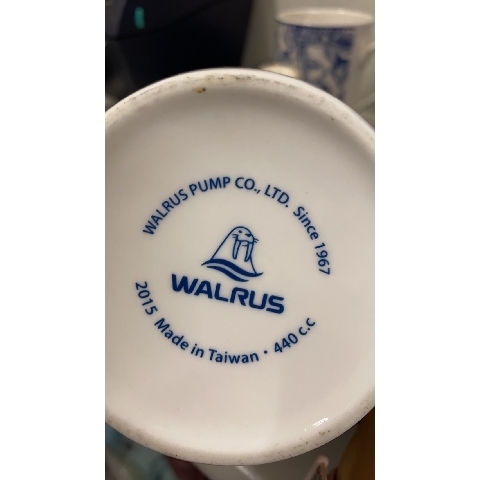 WALRUS PUMP CO., LTD. Since 1967
WALRUS
2015 Made in Taiwan · 440 c.c